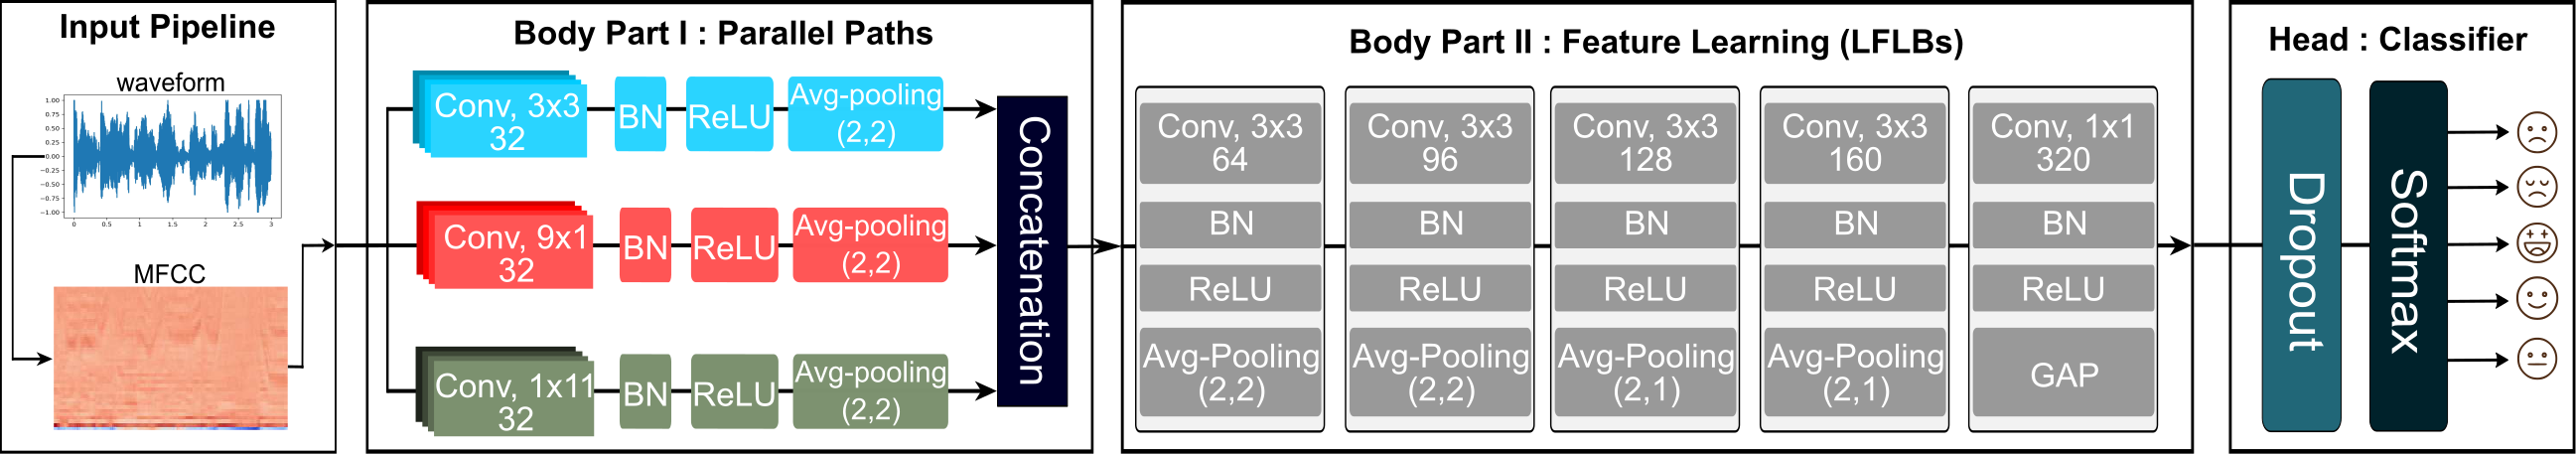 Input Pipeline
waveform
1.00
0.75
0.50
0.25
0.00
−0.25
−0.50
−0.75
−1.00
0 0.5 1 1.5 2 2.5 3
MFCC
Body Part I : Parallel Paths
Conv, 3x3
32
BN
ReLU
Avg-pooling
(2,2)
Conv, 9x1
32
BN
ReLU
Avg-pooling
(2,2)
Conv, 1x11
32
BN
ReLU
Avg-pooling
(2,2)
Concatenation
Body Part II : Feature Learning (LFLBs)
Conv, 3x3
64
BN
ReLU
Avg-Pooling
(2,2)
Conv, 3x3
96
BN
ReLU
Avg-Pooling
(2,2)
Conv, 3x3
128
BN
ReLU
Avg-Pooling
(2,1)
Conv, 3x3
160
BN
ReLU
Avg-Pooling
(2,1)
Conv, 1x1
320
BN
ReLU
GAP
Head : Classifier
Dropout
Softmax